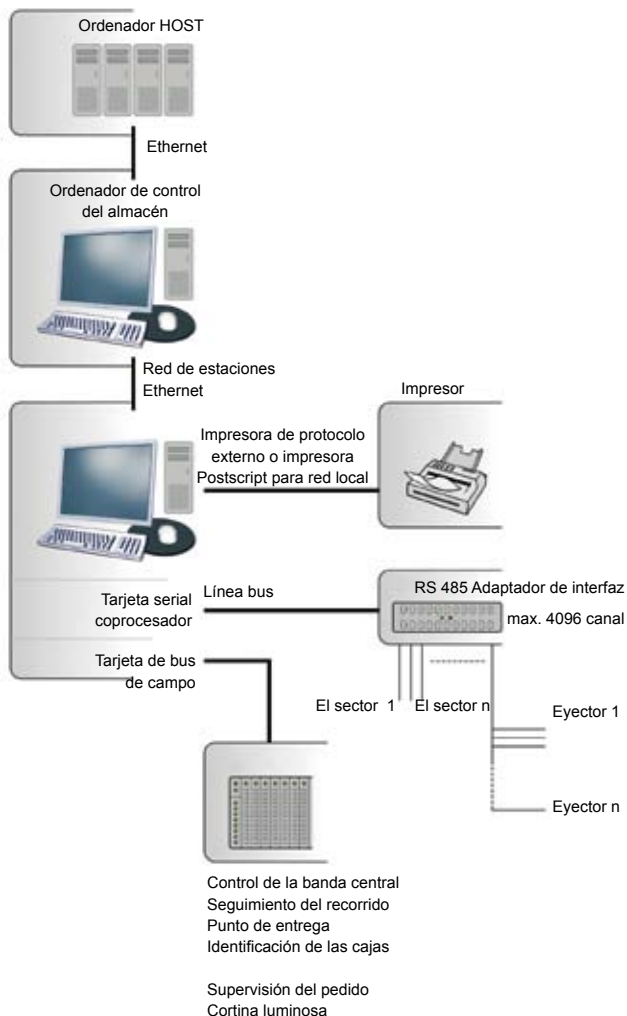 Ordenador HOST
Ethernet
Ordenador de control
del almacén
Red de estaciones
Ethernet
Impresor
Impresora de protocolo
externo o impresora
Postscript para red local
Tarjeta serial
coprocesador
Línea bus
RS 485 Adaptador de interfaz
max. 4096 canal
Tarjeta de bus
de campo
El sector 1
El sector n
Eyector 1
Eyector n
Control de la banda central
Seguimiento del recorrido
Punto de entrega
Identificación de las cajas
Supervisión del pedido
Cortina luminosa